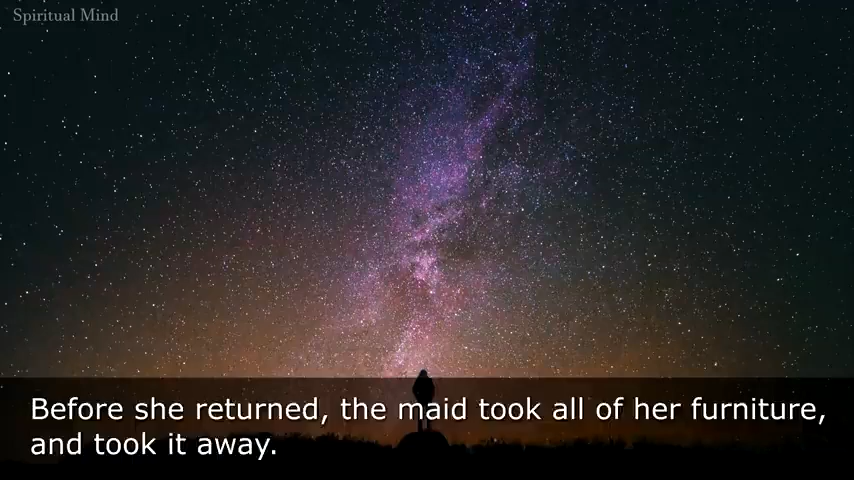 Spiritual Mind
Before she returned, the maid took all of her furniture,
and took it away.